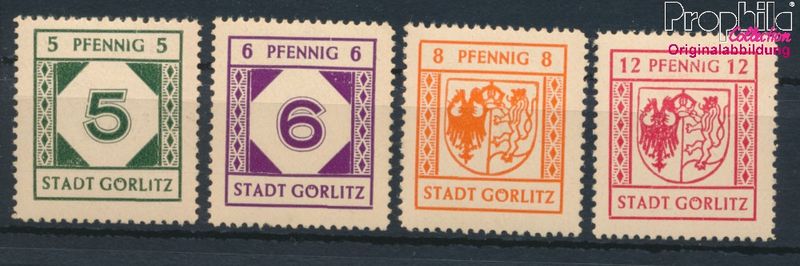 5 PFENNIG 5
5
STADT GÖRLITZ
6 PFENNIG 6
6
STADT GÖRLITZ
8 PFENNIG 8
STADT GÖRLITZ
12 PFENNIG 12
STADT GÖRLITZ
Prophila
Collection
Originalabbildung